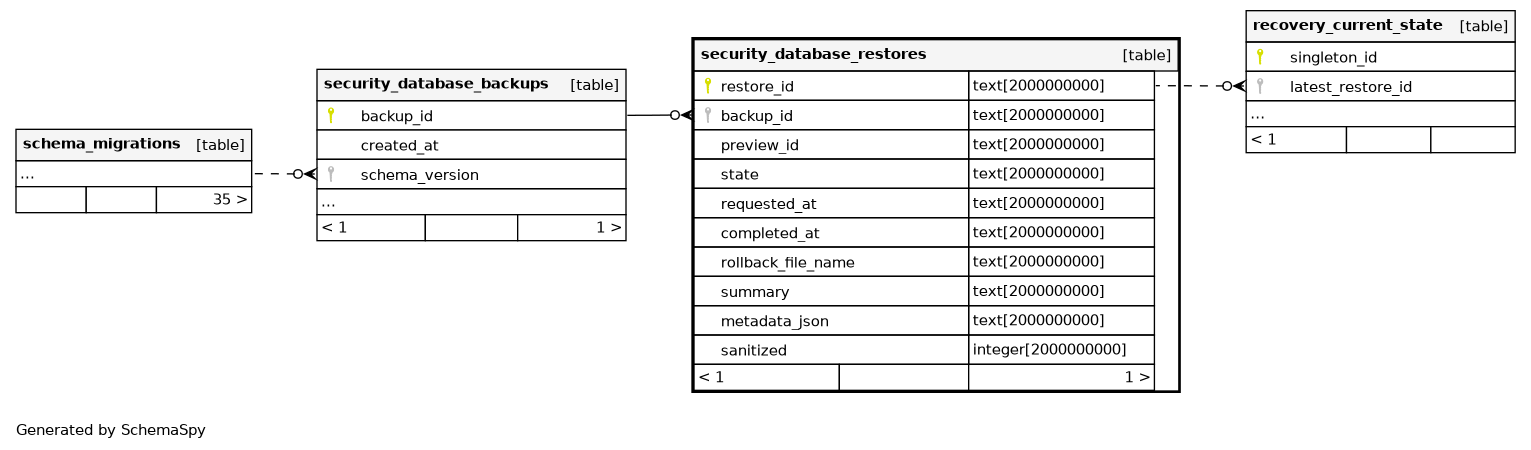 schema_migrations [table]
...
35 >
security_database_backups [table]
backup_id
created_at
schema_version
...
< 1 1 >
security_database_restores [table]
restore_id text[2000000000]
backup_id text[2000000000]
preview_id text[2000000000]
state text[2000000000]
requested_at text[2000000000]
completed_at text[2000000000]
rollback_file_name text[2000000000]
summary text[2000000000]
metadata_json text[2000000000]
sanitized integer[2000000000]
< 1 1 >
recovery_current_state [table]
singleton_id
latest_restore_id
...
< 1
Generated by SchemaSpy